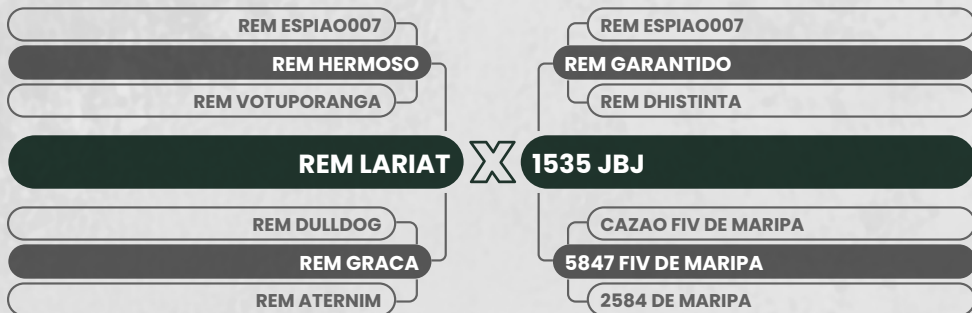 REM ESPIAO007
REM ESPIAO007
REM HERMOSO
REM GARANTIDO
REM VOTUPORANGA
REM DHISTINTA
REM LARIAT X 1535 JBJ
REM DULLDOG
CAZAO FIV DE MARIPA
REM GRACA
5847 FIV DE MARIPA
REM ATERNIM
2584 DE MARIPA